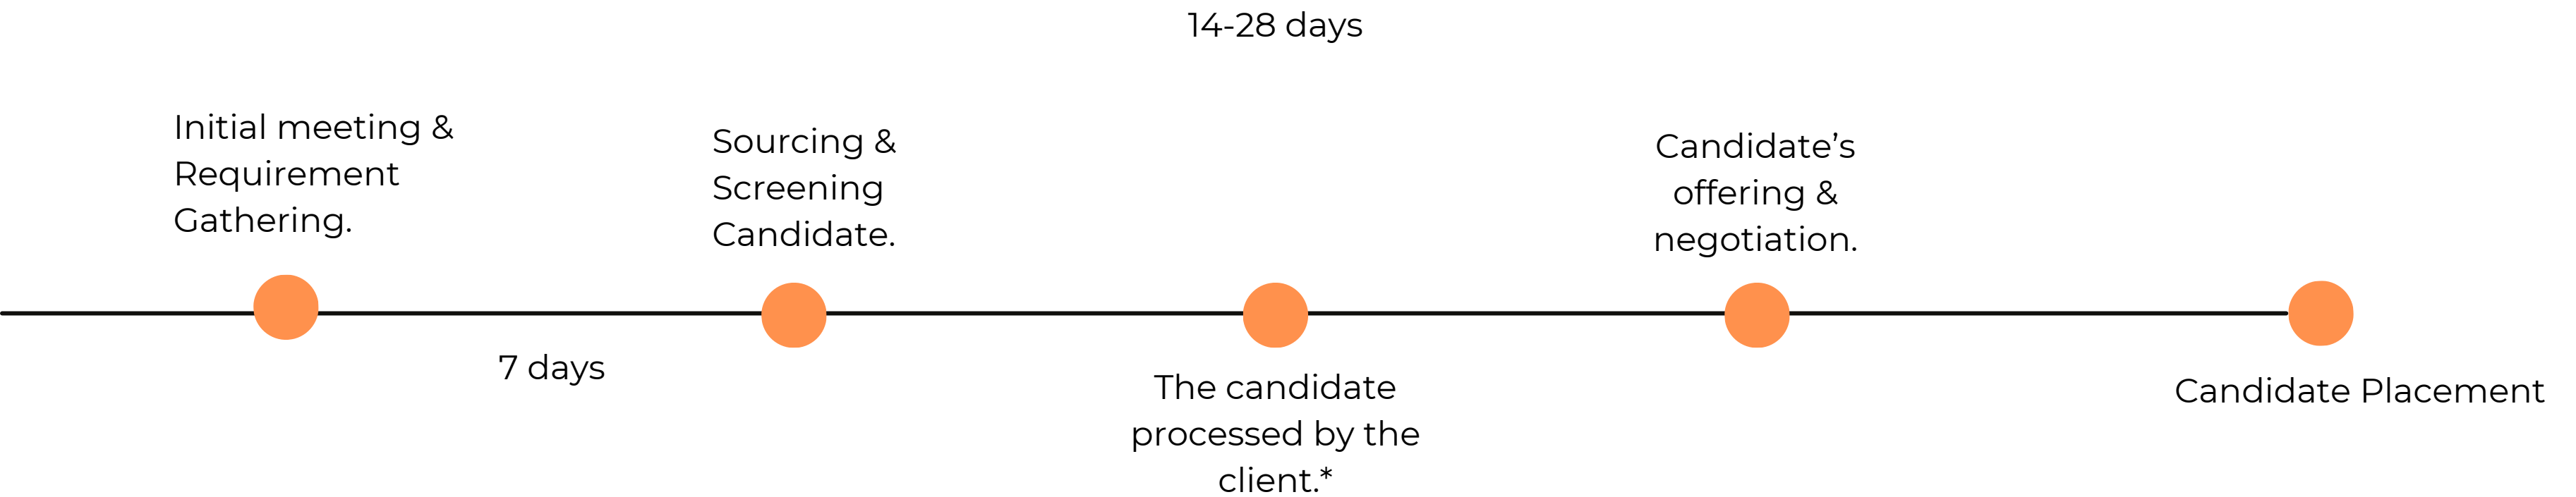 14-28 days
Initial meeting &
Requirement
Gathering.
Sourcing &
Screening
Candidate.
Candidate’s
offering &
negotiation.
7 days
The candidate
processed by the
client.*
Candidate Placement